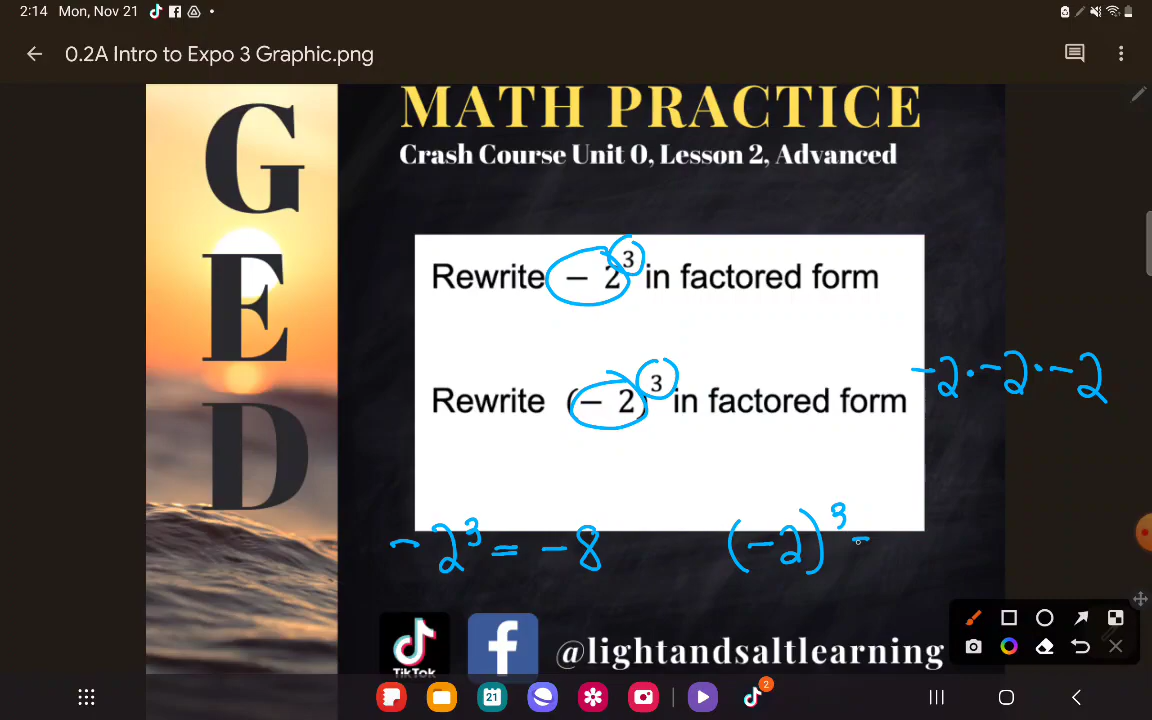 2:14 Mon, Nov 21
0.2A Intro to Expo 3 Graphic.png
GED
MATH PRACTICE
Crash Course Unit 0, Lesson 2, Advanced
Rewrite − 2³ in factored form
-2·-2·-2
Rewrite (− 2)³ in factored form
-2³ = -8 (-2)³ -
TikTok
@lightandsaltlearning
21
2